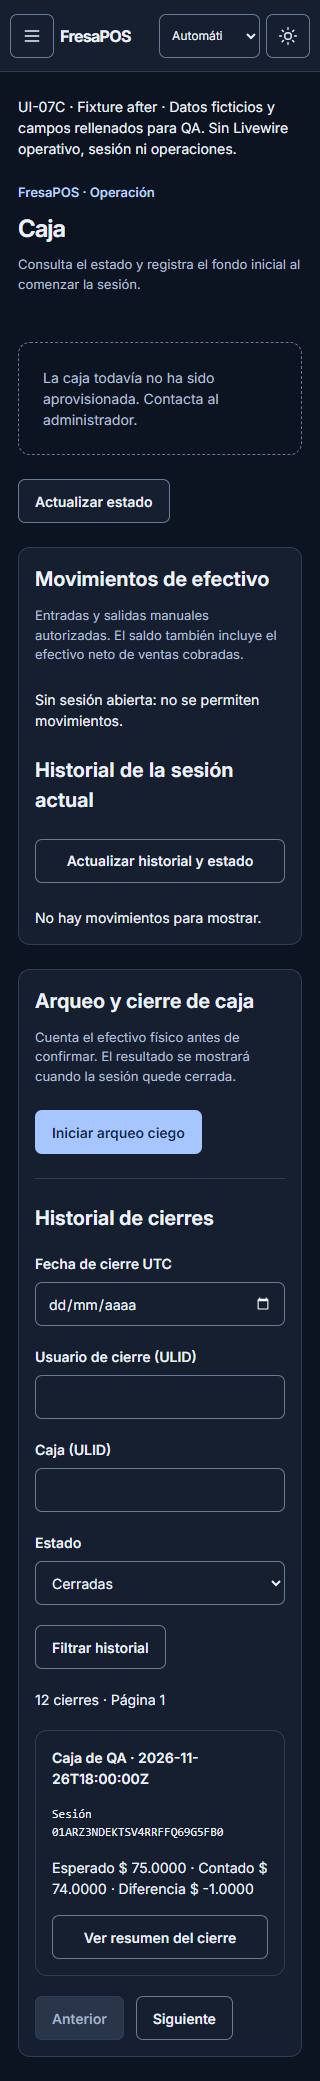 FresaPOS
Automáti
UI-07C · Fixture after · Datos ficticios y
campos rellenados para QA. Sin Livewire
operativo, sesión ni operaciones.
FresaPOS · Operación
Caja
Consulta el estado y registra el fondo inicial al
comenzar la sesión.
La caja todavía no ha sido
aprovisionada. Contacta al
administrador.
Actualizar estado
Movimientos de efectivo
Entradas y salidas manuales
autorizadas. El saldo también incluye el
efectivo neto de ventas cobradas.
Sin sesión abierta: no se permiten
movimientos.
Historial de la sesión
actual
Actualizar historial y estado
No hay movimientos para mostrar.
Arqueo y cierre de caja
Cuenta el efectivo físico antes de
confirmar. El resultado se mostrará
cuando la sesión quede cerrada.
Iniciar arqueo ciego
Historial de cierres
Fecha de cierre UTC
dd/mm/aaaa
Usuario de cierre (ULID)
Caja (ULID)
Estado
Cerradas
Filtrar historial
12 cierres · Página 1
Caja de QA · 2026-11-
26T18:00:00Z
Sesión
01ARZ3NDEKTSV4RRFFQ69G5FB0
Esperado $ 75.0000 · Contado $
74.0000 · Diferencia $ -1.0000
Ver resumen del cierre
Anterior
Siguiente